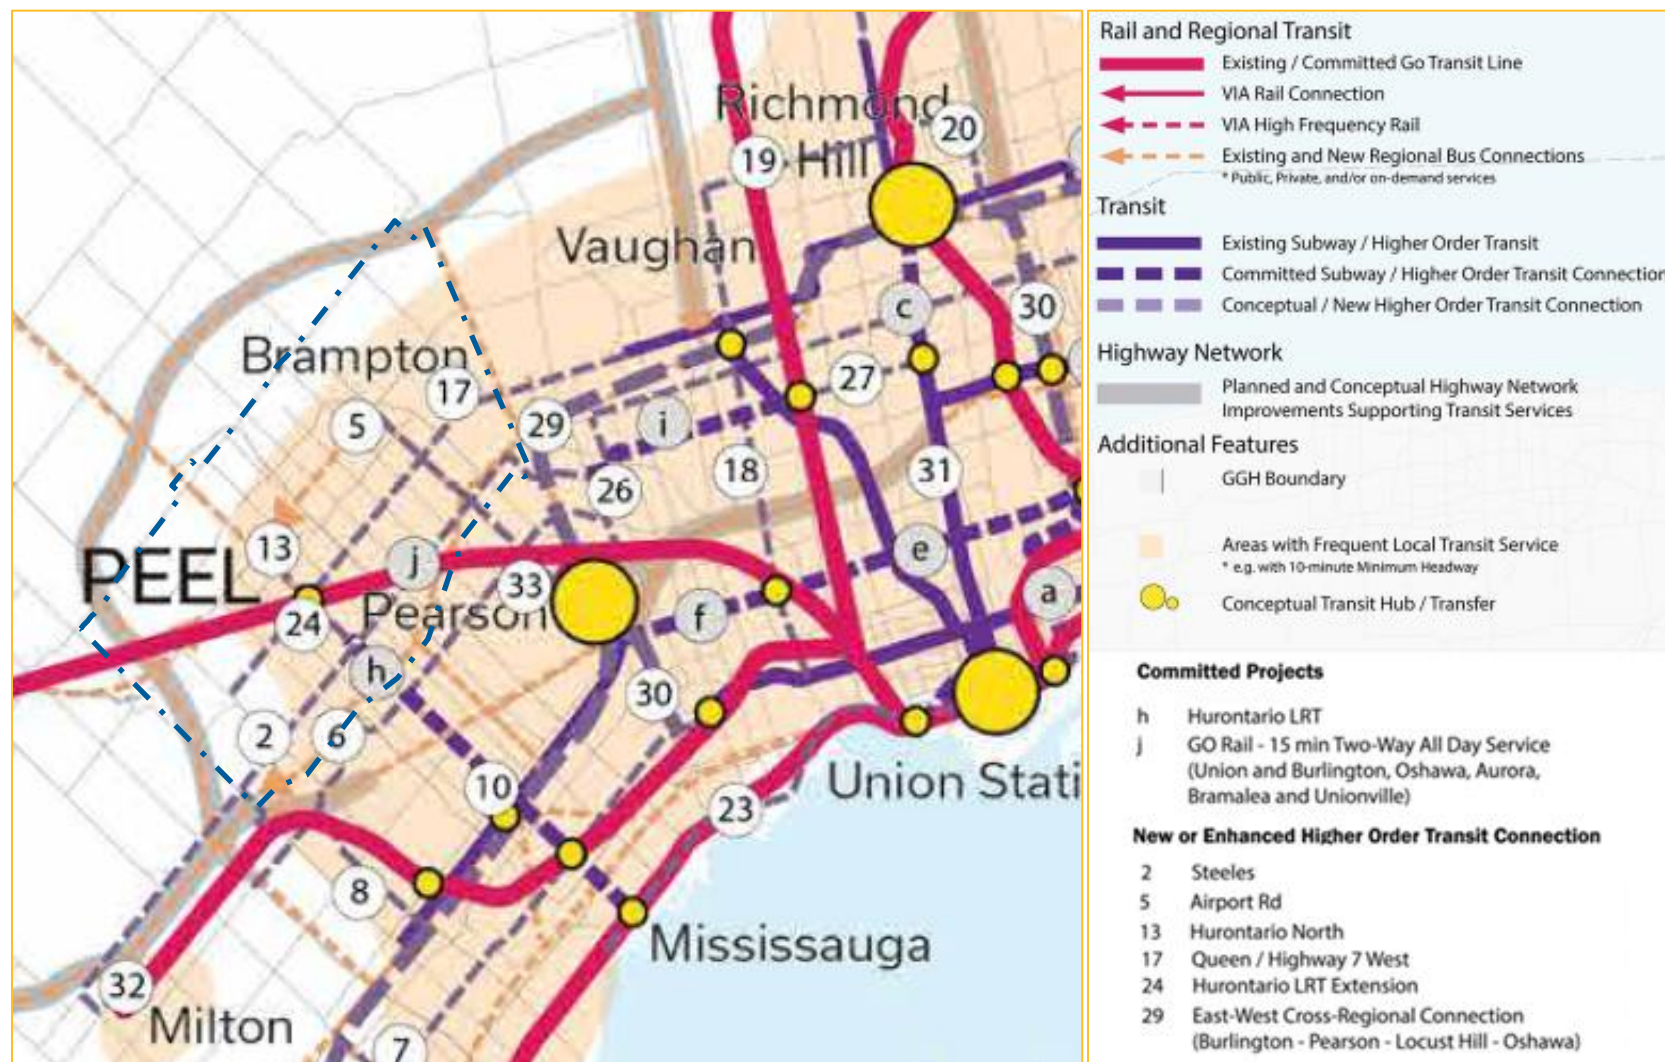 Richmond
Hill
20
19
Vaughan
c
30
Brampton
17
27
5
29
i
18
31
26
13
PEEL
j
e
33
Pearson
24
f
a
h
30
2
6
10
Union Stati
23
8
Mississauga
32
Milton
7
Rail and Regional Transit
Existing / Committed Go Transit Line
VIA Rail Connection
VIA High Frequency Rail
Existing and New Regional Bus Connections
* Public, Private, and/or on-demand services
Transit
Existing Subway / Higher Order Transit
Committed Subway / Higher Order Transit Connection
Conceptual / New Higher Order Transit Connection
Highway Network
Planned and Conceptual Highway Network
Improvements Supporting Transit Services
Additional Features
GGH Boundary
Areas with Frequent Local Transit Service
* e.g. with 10-minute Minimum Headway
Conceptual Transit Hub / Transfer
Committed Projects
h Hurontario LRT
j GO Rail - 15 min Two-Way All Day Service
(Union and Burlington, Oshawa, Aurora,
Bramalea and Unionville)
New or Enhanced Higher Order Transit Connection
2 Steeles
5 Airport Rd
13 Hurontario North
17 Queen / Highway 7 West
24 Hurontario LRT Extension
29 East-West Cross-Regional Connection
(Burlington - Pearson - Locust Hill - Oshawa)